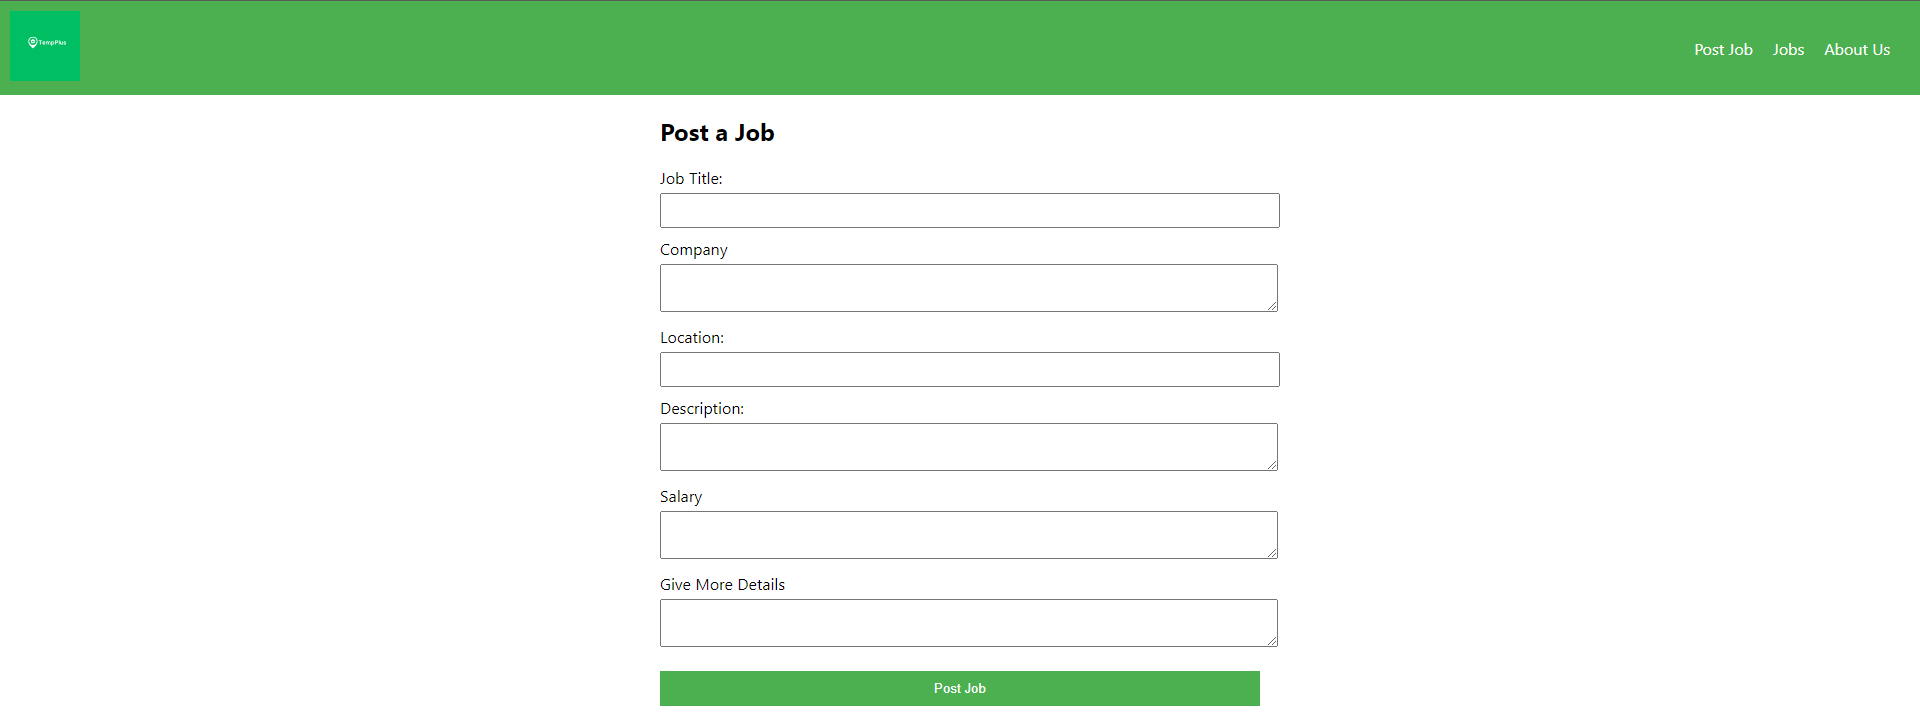 TempPlus
Post Job
Jobs
About Us
Post a Job
Job Title:
Company
Location:
Description:
Salary
Give More Details
Post Job